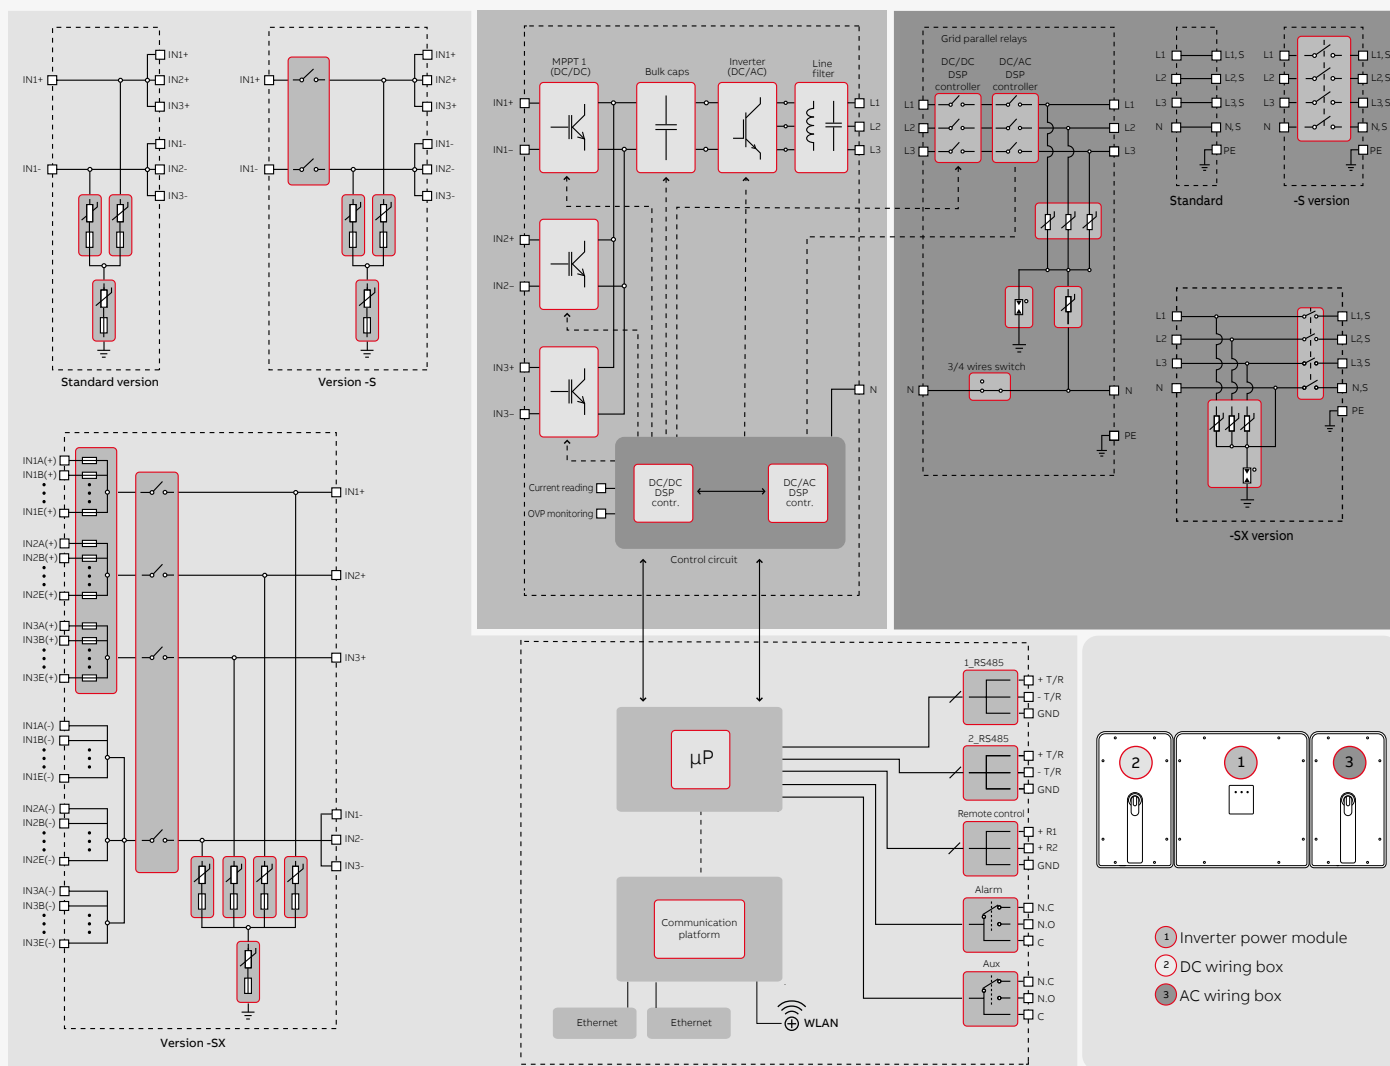 IN1+
IN1-
IN1+
IN2+
IN3+
IN1-
IN2-
IN3-
Standard version
IN1+
IN1-
IN1+
IN2+
IN3+
IN1-
IN2-
IN3-
Version -S
IN1A(+)
IN1B(+)
IN1E(+)
IN2A(+)
IN2B(+)
IN2E(+)
IN3A(+)
IN3B(+)
IN3E(+)
IN1A(-)
IN1B(-)
IN1E(-)
IN2A(-)
IN2B(-)
IN2E(-)
IN3A(-)
IN3B(-)
IN3E(-)
IN1+
IN2+
IN3+
IN1-
IN2-
IN3-
Version -SX
MPPT 1
(DC/DC)
Bulk caps
Inverter
(DC/AC)
Line
filter
IN1+
IN1–
IN2+
IN2–
IN3+
IN3–
L1
L2
L3
N
Current reading
OVP monitoring
DC/DC
DSP
contr.
DC/AC
DSP
contr.
Control circuit
Grid parallel relays
DC/DC
DSP
controller
DC/AC
DSP
controller
L1
L2
L3
L1
L2
L3
3/4 wires switch
N
N
PE
L1
L2
L3
N
L1, S
L2, S
L3, S
N, S
PE
Standard
L1
L2
L3
N
L1, S
L2, S
L3, S
N, S
PE
-S version
L1
L2
L3
N
L1, S
L2, S
L3, S
N, S
PE
-SX version
µP
Communication
platform
Ethernet
Ethernet
WLAN
1_RS485
+ T/R
- T/R
GND
2_RS485
+ T/R
- T/R
GND
Remote control
+ R1
+ R2
GND
Alarm
N.C
N.O
C
Aux
N.C
N.O
C
2
1
3
1 Inverter power module
2 DC wiring box
3 AC wiring box